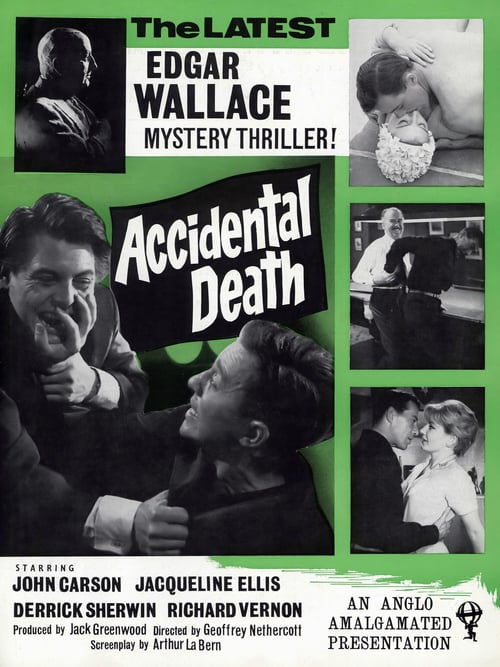 The LATEST
EDGAR
WALLACE
MYSTERY THRILLER!
Accidental
Death
STARRING
JOHN CARSON JACQUELINE ELLIS
DERRICK SHERWIN RICHARD VERNON
Produced by Jack Greenwood Directed by Geoffrey Nethercott
Screenplay by Arthur La Bern
AN ANGLO
AMALGAMATED
PRESENTATION